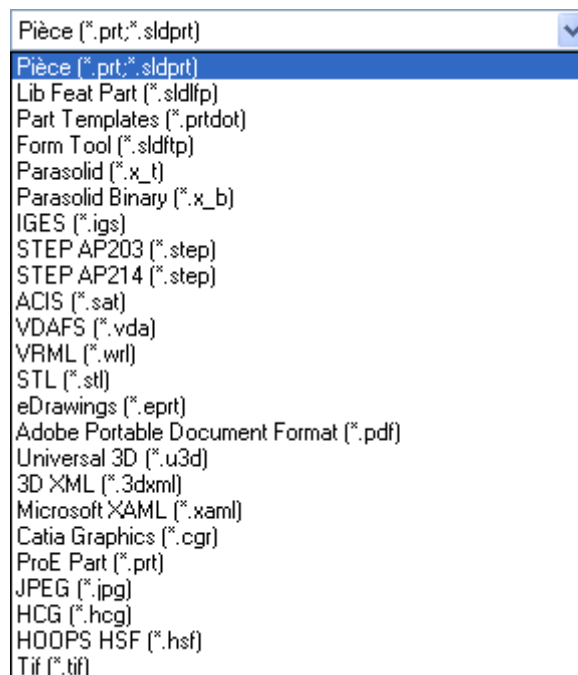 Pièce (*.prt;*.sldprt)
Pièce (*.prt;*.sldprt)
Lib Feat Part (*.sldlfp)
Part Templates (*.prtdot)
Form Tool (*.sldftp)
Parasolid (*.x_t)
Parasolid Binary (*.x_b)
IGES (*.igs)
STEP AP203 (*.step)
STEP AP214 (*.step)
ACIS (*.sat)
VDAFS (*.vda)
VRML (*.wrl)
STL (*.stl)
eDrawings (*.eprt)
Adobe Portable Document Format (*.pdf)
Universal 3D (*.u3d)
3D XML (*.3dxml)
Microsoft XAML (*.xaml)
Catia Graphics (*.cgr)
ProE Part (*.prt)
JPEG (*.jpg)
HCG (*.hcg)
HOOPS HSF (*.hsf)
Tif (*.tif)